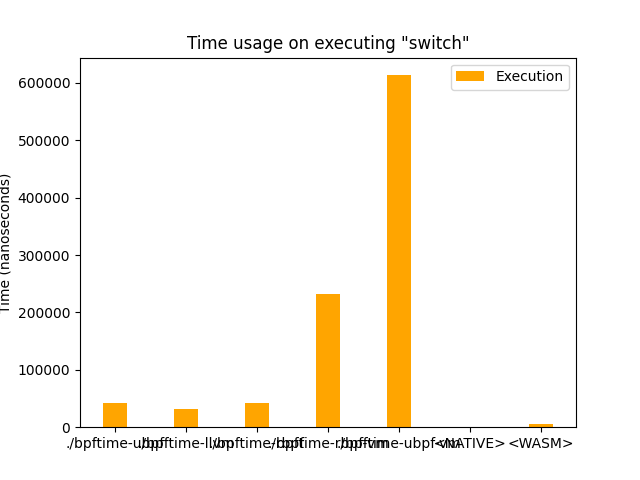 Time usage on executing "switch"
Execution
Time (nanoseconds)
600000
500000
400000
300000
200000
100000
0
<NATIVE> <WASM>